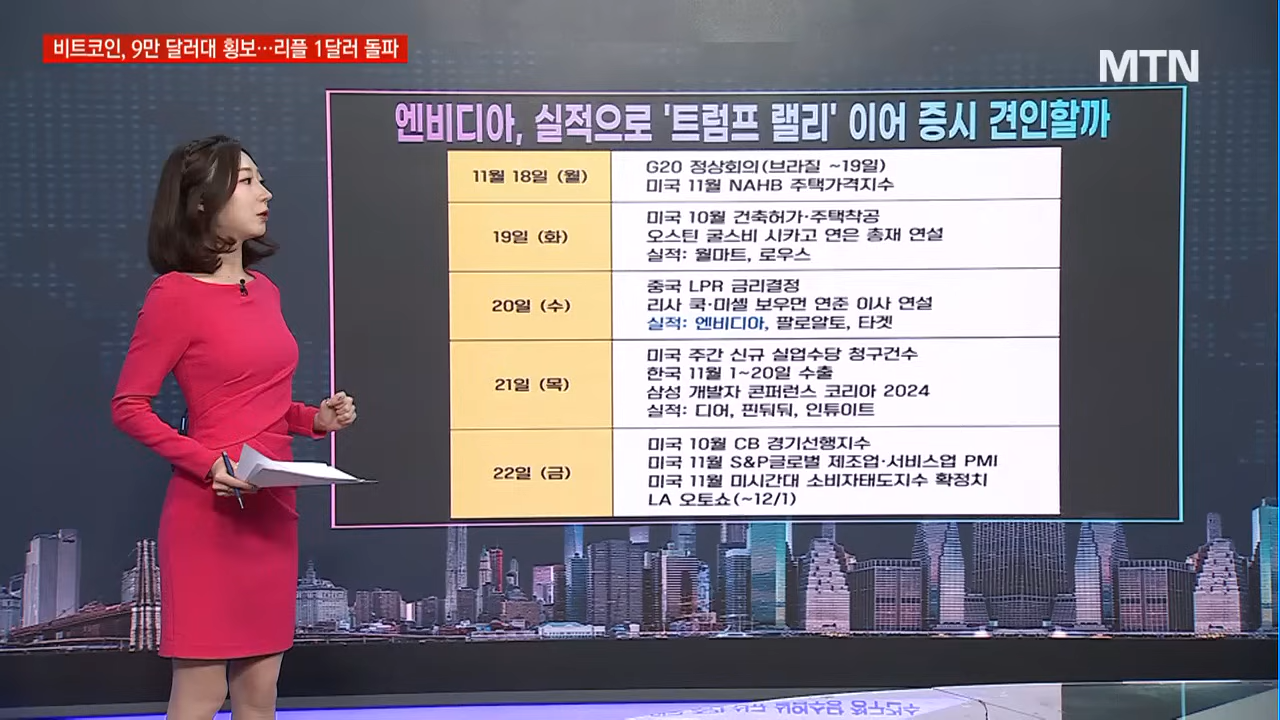 비트코인, 9만 달러대 횡보…리플 1달러 돌파
MTN
엔비디아, 실적으로 '트럼프 랠리' 이어 증시 견인할까
11월 18일 (월)
G20 정상회의(브라질 ~19일)
미국 11월 NAHB 주택가격지수
19일 (화)
미국 10월 건축허가·주택착공
오스틴 굴스비 시카고 연은 총재 연설
실적: 월마트, 로우스
20일 (수)
중국 LPR 금리결정
리사 쿡·미셸 보우먼 연준 이사 연설
실적: 엔비디아, 팔로알토, 타겟
21일 (목)
미국 주간 신규 실업수당 청구건수
한국 11월 1~20일 수출
삼성 개발자 콘퍼런스 코리아 2024
실적: 디어, 핀둬둬, 인튜이트
22일 (금)
미국 10월 CB 경기선행지수
미국 11월 S&P글로벌 제조업·서비스업 PMI
미국 11월 미시간대 소비자태도지수 확정치
LA 오토쇼(~12/1)